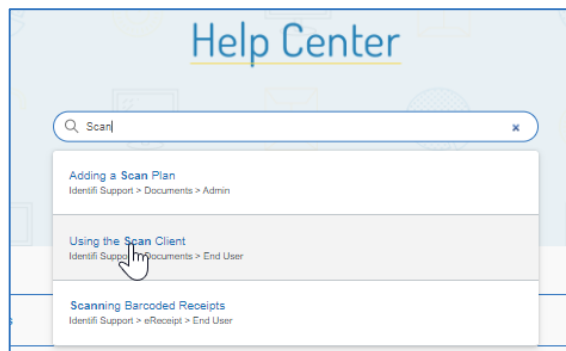 Help Center
Scan
Adding a Scan Plan
Identifi Support > Documents > Admin
Using the Scan Client
Identifi Support > Documents > End User
Scanning Barcoded Receipts
Identifi Support > eReceipt > End User